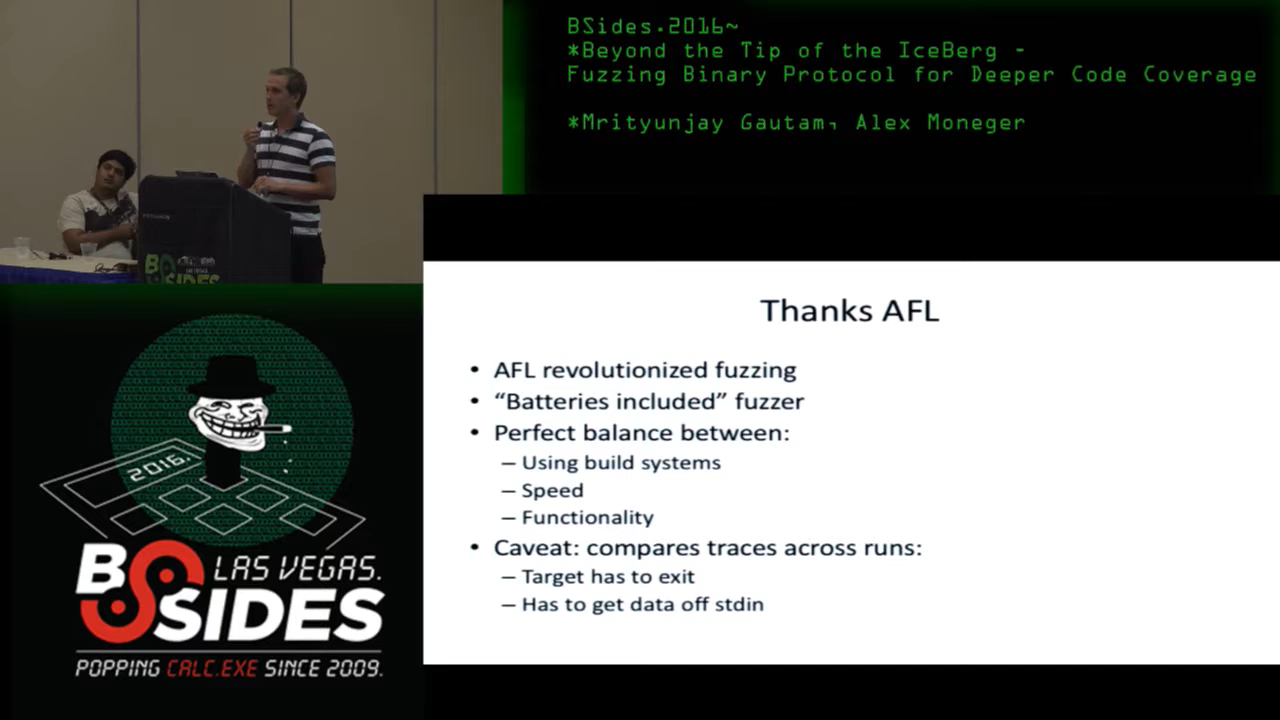 BSides.2016~
*Beyond the Tip of the IceBerg -
Fuzzing Binary Protocol for Deeper Code Coverage
*Mrityunjay Gautam, Alex Moneger
Thanks AFL
• AFL revolutionized fuzzing
• “Batteries included” fuzzer
• Perfect balance between:
– Using build systems
– Speed
– Functionality
• Caveat: compares traces across runs:
– Target has to exit
– Has to get data off stdin
BSIDES
2016.
BSIDES
LAS VEGAS.
POPPING CALC.EXE SINCE 2009.